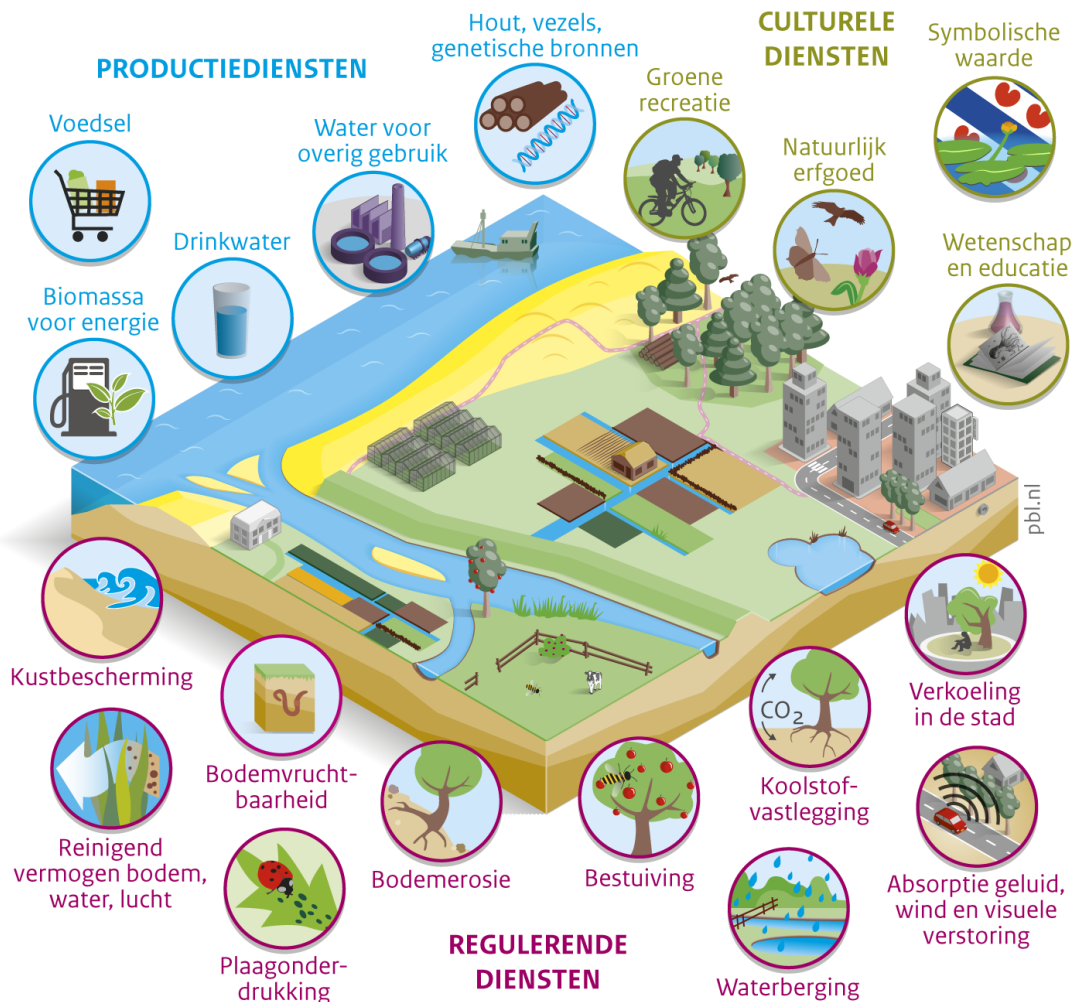 PRODUCTIEDIENSTEN
Voedsel
Drinkwater
Biomassa
voor energie
Water voor
overig gebruik
Hout, vezels,
genetische bronnen
CULTURELE
DIENSTEN
Groene
recreatie
Natuurlijk
erfgoed
Symbolische
waarde
Wetenschap
en educatie
pbl.nl
Kustbescherming
Reinigend
vermogen bodem,
water, lucht
Bodemvrucht-
baarheid
Plaagonder-
drukking
Bodemerosie
Bestuiving
REGULERENDE
DIENSTEN
CO2
Koolstof-
vastlegging
Waterberging
Verkoeling
in de stad
Absorptie geluid,
wind en visuele
verstoring